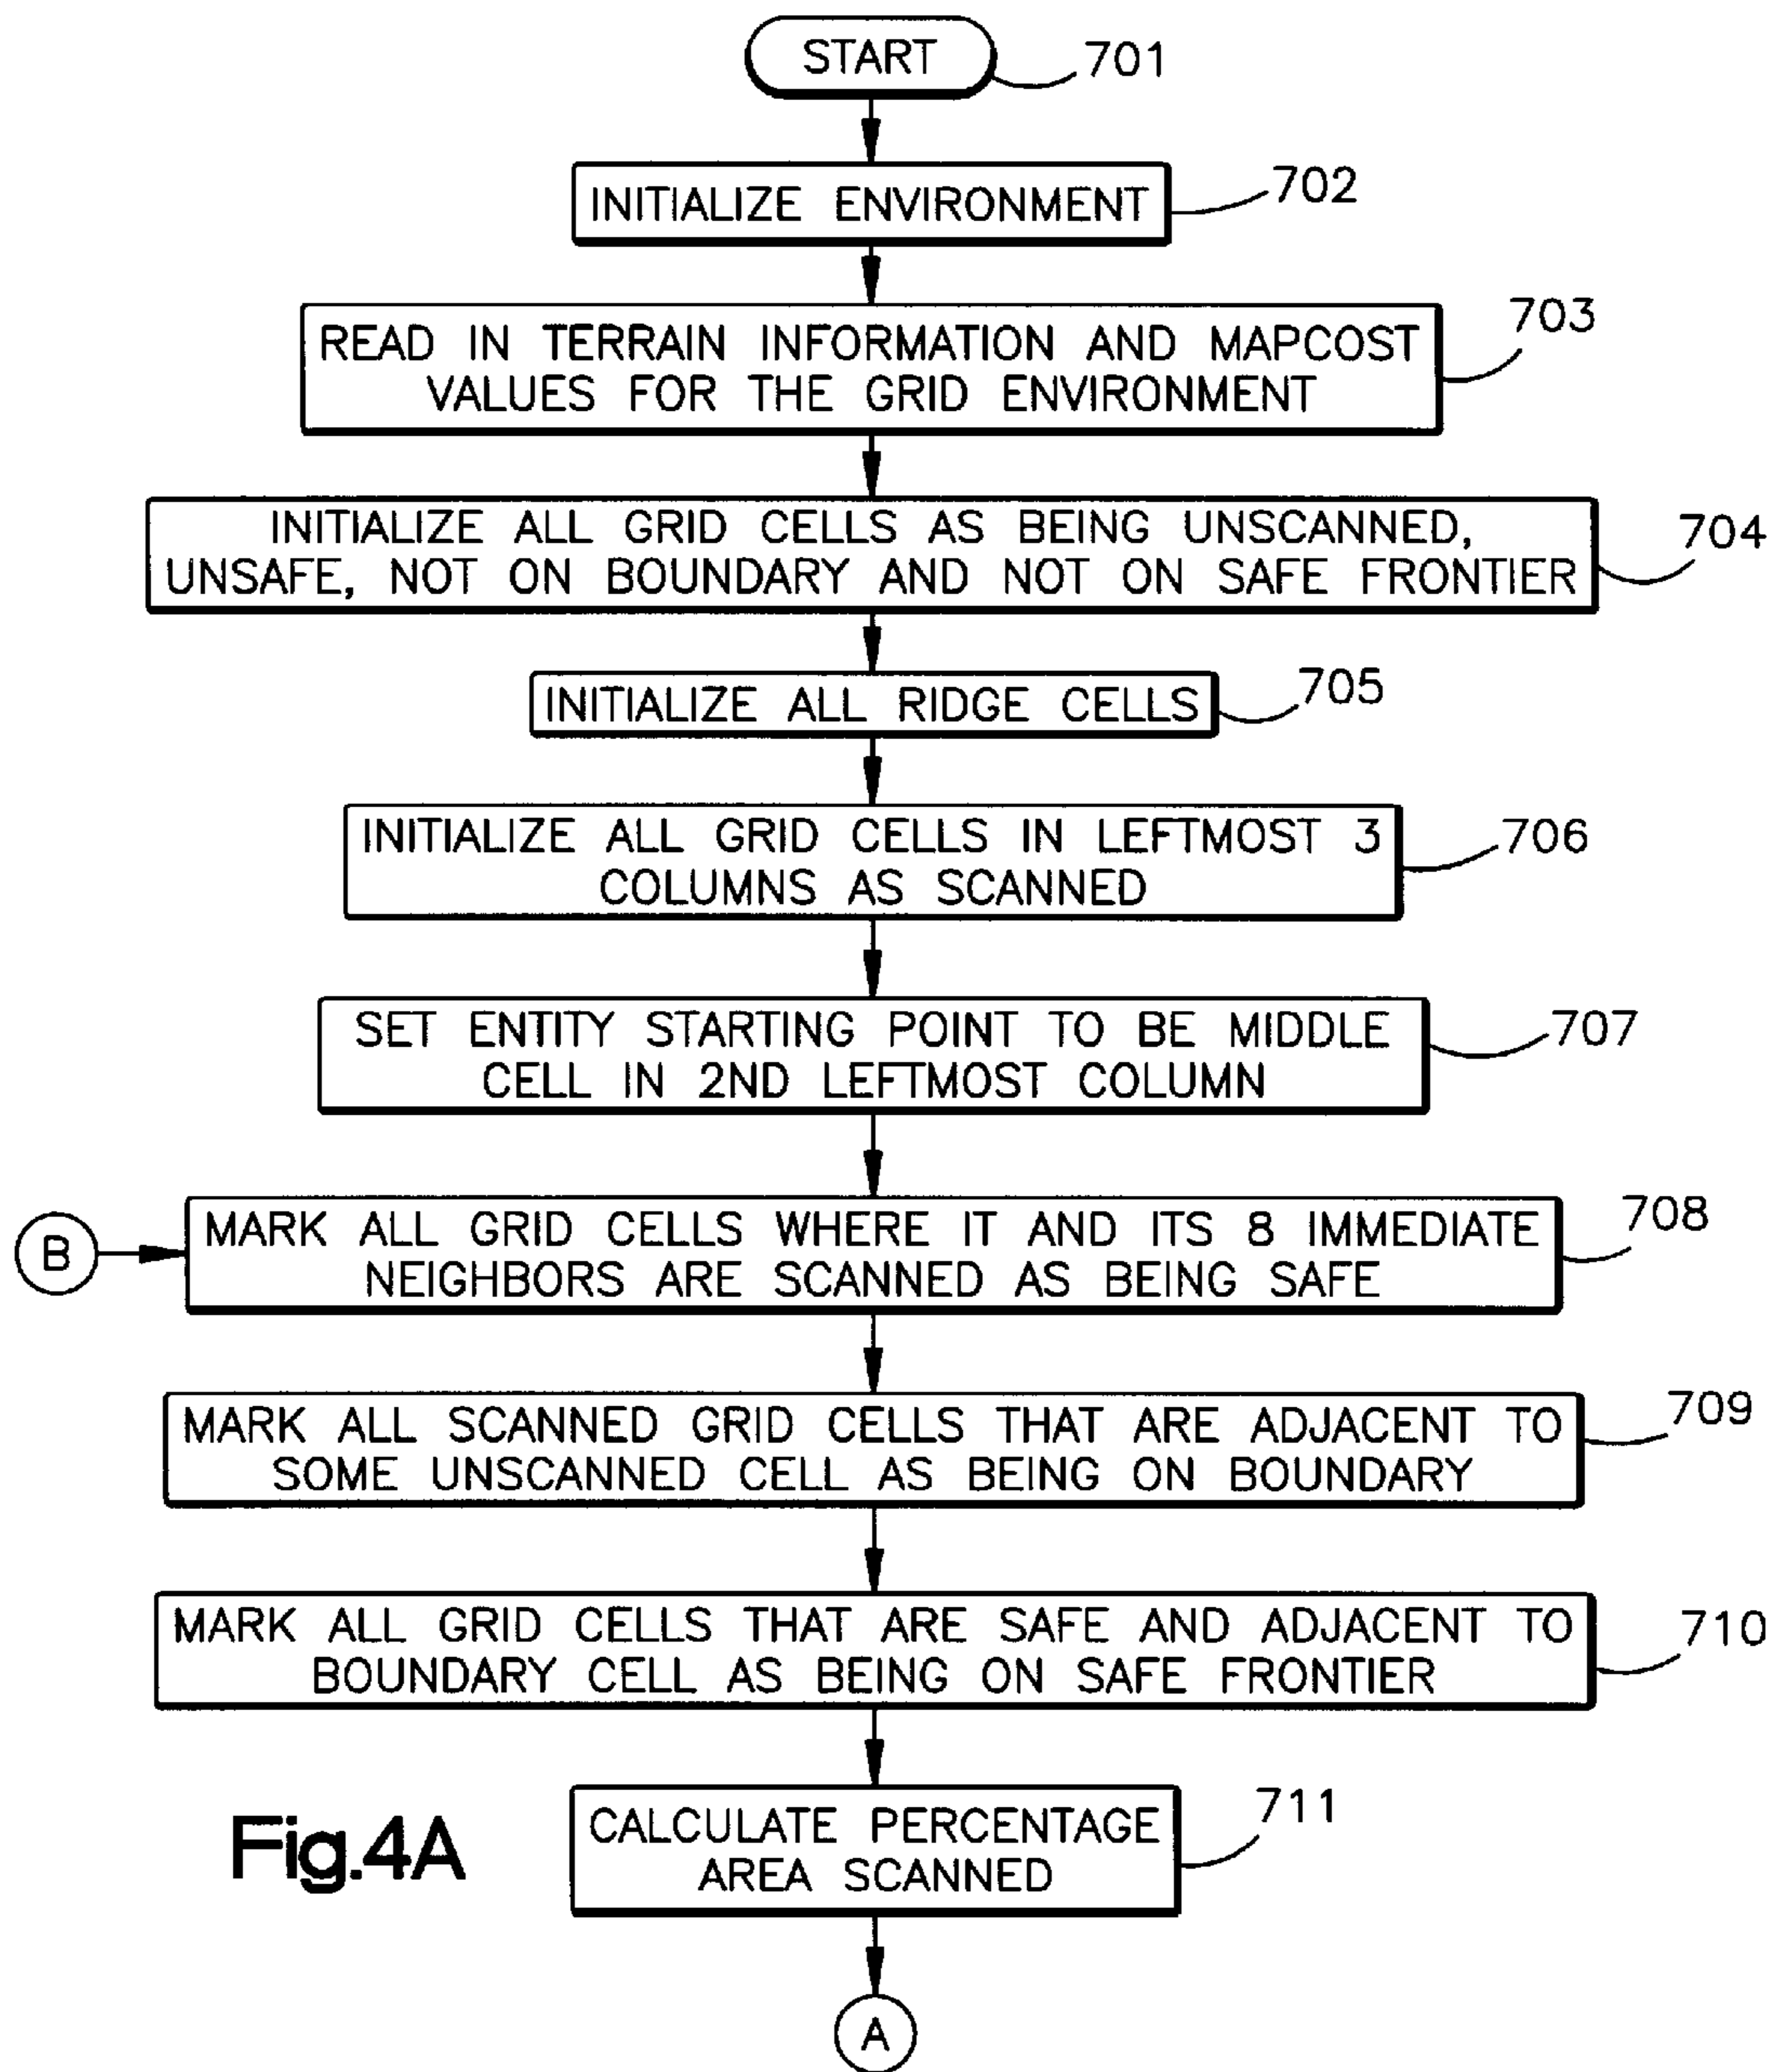 START
701
INITIALIZE ENVIRONMENT
702
READ IN TERRAIN INFORMATION AND MAPCOST
VALUES FOR THE GRID ENVIRONMENT
703
INITIALIZE ALL GRID CELLS AS BEING UNSCANNED,
UNSAFE, NOT ON BOUNDARY AND NOT ON SAFE FRONTIER
704
INITIALIZE ALL RIDGE CELLS
705
INITIALIZE ALL GRID CELLS IN LEFTMOST 3
COLUMNS AS SCANNED
706
SET ENTITY STARTING POINT TO BE MIDDLE
CELL IN 2ND LEFTMOST COLUMN
707
B
MARK ALL GRID CELLS WHERE IT AND ITS 8 IMMEDIATE
NEIGHBORS ARE SCANNED AS BEING SAFE
708
MARK ALL SCANNED GRID CELLS THAT ARE ADJACENT TO
SOME UNSCANNED CELL AS BEING ON BOUNDARY
709
MARK ALL GRID CELLS THAT ARE SAFE AND ADJACENT TO
BOUNDARY CELL AS BEING ON SAFE FRONTIER
710
CALCULATE PERCENTAGE
AREA SCANNED
711
Fig.4A
A